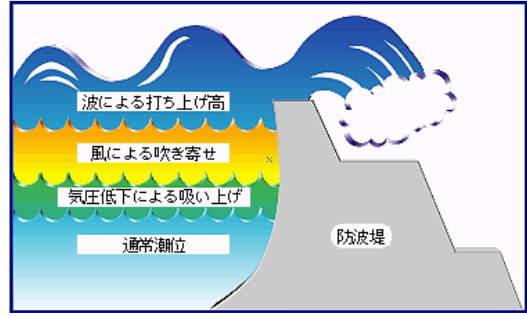 波による打ち上げ高
風による吹き寄せ
気圧低下による吸い上げ
通常潮位
防波堤